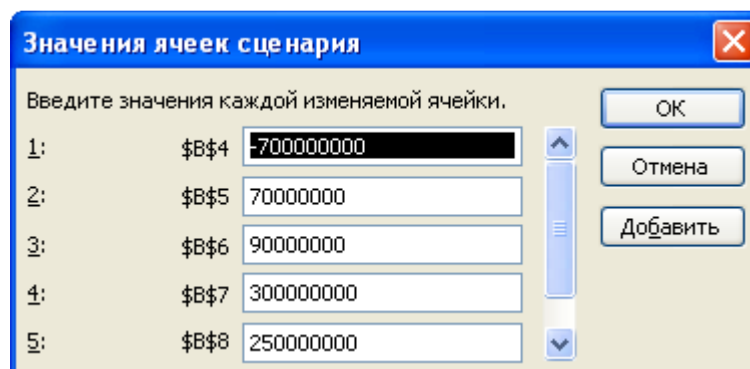 Значения ячеек сценария
Введите значения каждой изменяемой ячейки.
1: $B$4 -700000000
2: $B$5 70000000
3: $B$6 90000000
4: $B$7 300000000
5: $B$8 250000000
ОК
Отмена
Добавить